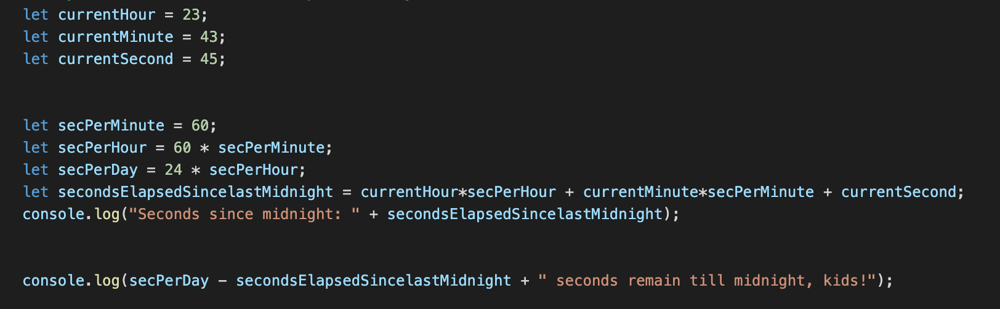 let currentHour = 23;
let currentMinute = 43;
let currentSecond = 45;
let secPerMinute = 60;
let secPerHour = 60 * secPerMinute;
let secPerDay = 24 * secPerHour;
let secondsElapsedSincelastMidnight = currentHour*secPerHour + currentMinute*secPerMinute + currentSecond;
console.log("Seconds since midnight: " + secondsElapsedSincelastMidnight);
console.log(secPerDay - secondsElapsedSincelastMidnight + " seconds remain till midnight, kids!");